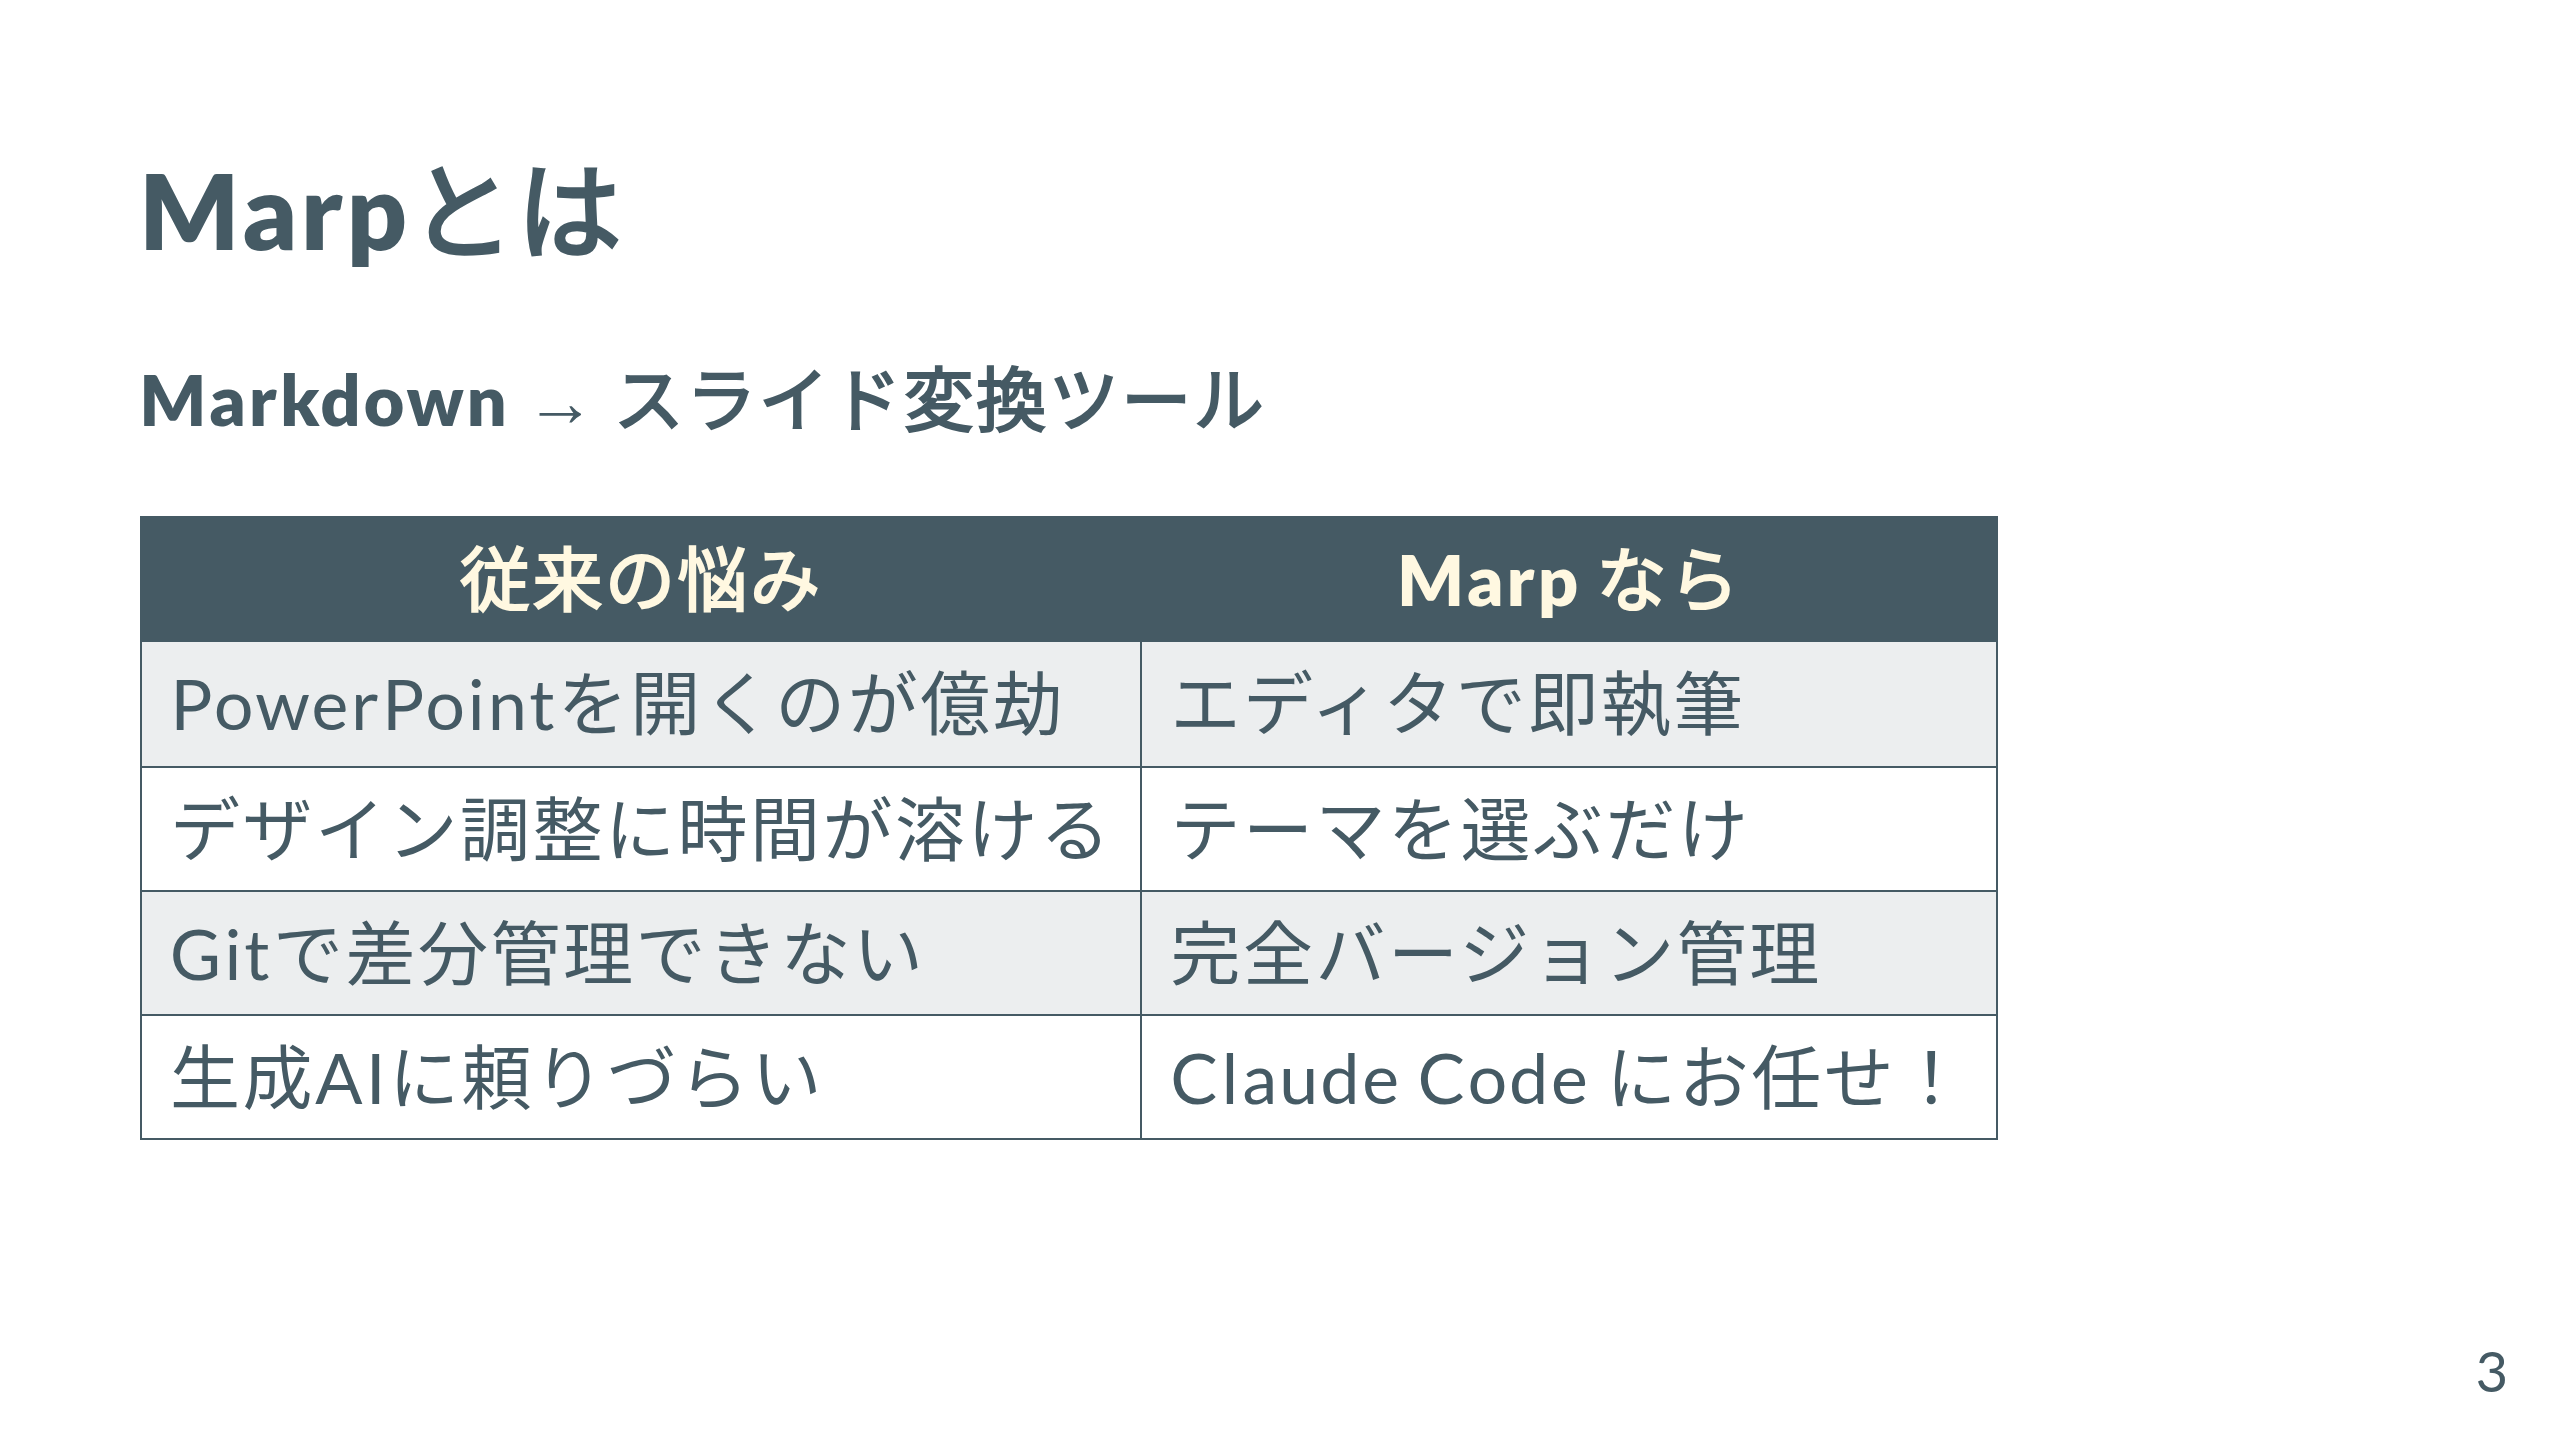 Marpとは
Markdown → スライド変換ツール
従来の悩み Marp なら
PowerPointを開くのが億劫 エディタで即執筆
デザイン調整に時間が溶ける テーマを選ぶだけ
Gitで差分管理できない 完全バージョン管理
生成AIに頼りづらい Claude Code にお任せ！
3